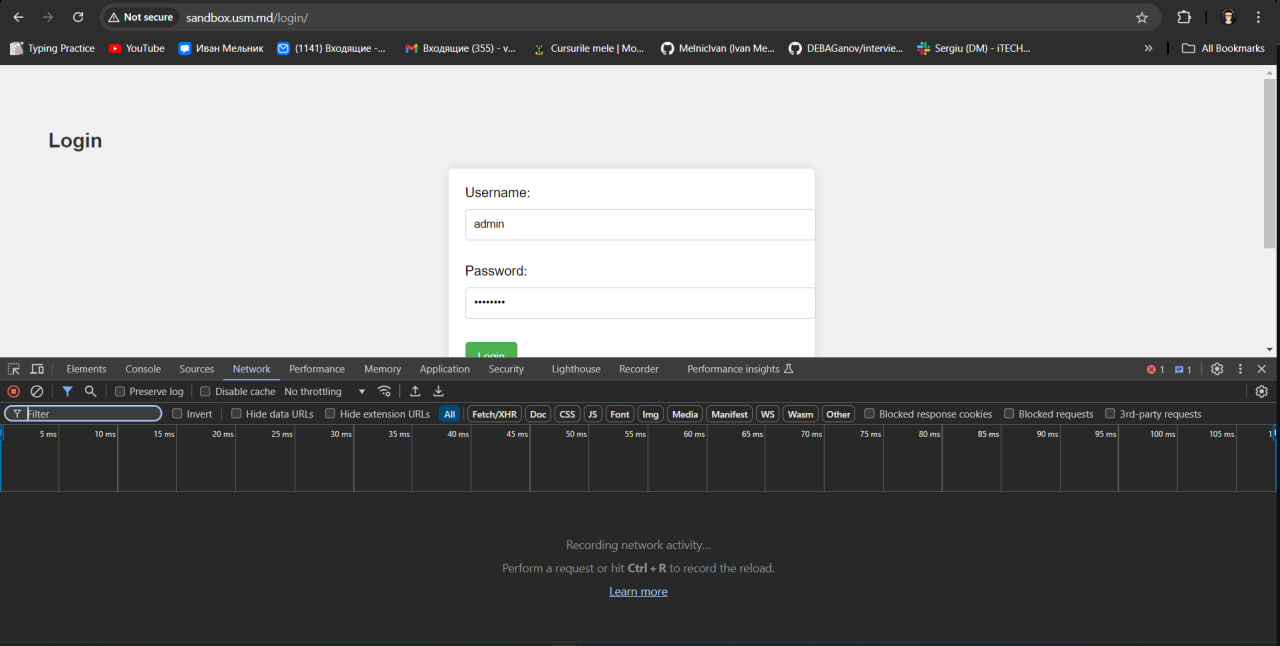 Not secure sandbox.usm.md/login/
Typing Practice YouTube Иван Мельник (1141) Входящие -... Входящие (355) - v... Cursurile mele | Mo... MelnicIvan (Ivan Me... DEBAGanov/intervie... Sergiu (DM) - iTECH... » All Bookmarks
Login
Username:
admin
Password:
••••••••
Login
Elements Console Sources Network Performance Memory Application Security Lighthouse Recorder Performance insights 1 1
Preserve log Disable cache No throttling
Filter Invert Hide data URLs Hide extension URLs All Fetch/XHR Doc CSS JS Font Img Media Manifest WS Wasm Other Blocked response cookies Blocked requests 3rd-party requests
5 ms 10 ms 15 ms 20 ms 25 ms 30 ms 35 ms 40 ms 45 ms 50 ms 55 ms 60 ms 65 ms 70 ms 75 ms 80 ms 85 ms 90 ms 95 ms 100 ms 105 ms 1
Recording network activity...
Perform a request or hit Ctrl + R to record the reload.
Learn more